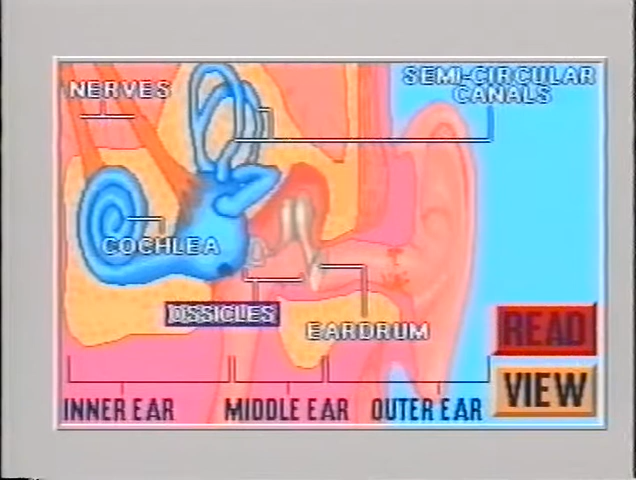 NERVES
SEMI-CIRCULAR
CANALS
COCHLEA
OSSICLES
EARDRUM
READ
VIEW
INNER EAR
MIDDLE EAR
OUTER EAR